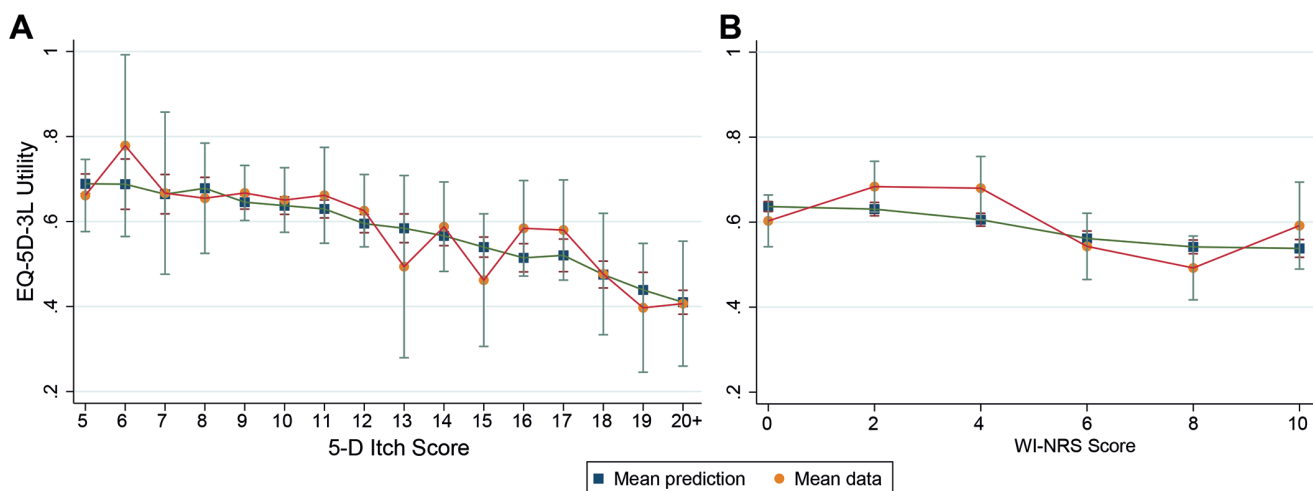 A
B
EQ-5D-3L Utility
1
.8
.6
.4
.2
5 6 7 8 9 10 11 12 13 14 15 16 17 18 19 20+
5-D Itch Score
1
.8
.6
.4
.2
0 2 4 6 8 10
WI-NRS Score
Mean prediction Mean data